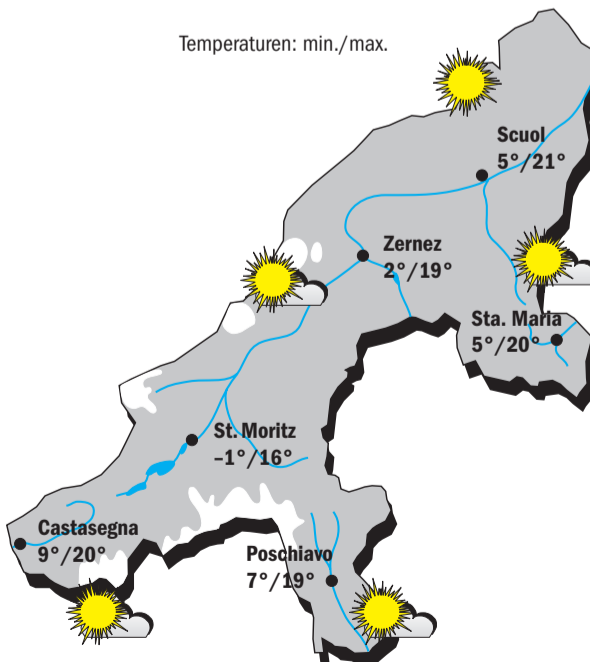 Temperaturen: min./max.
Scuol
5°/21°
Zernez
2°/19°
Sta. Maria
5°/20°
St. Moritz
–1°/16°
Castasegna
9°/20°
Poschiavo
7°/19°